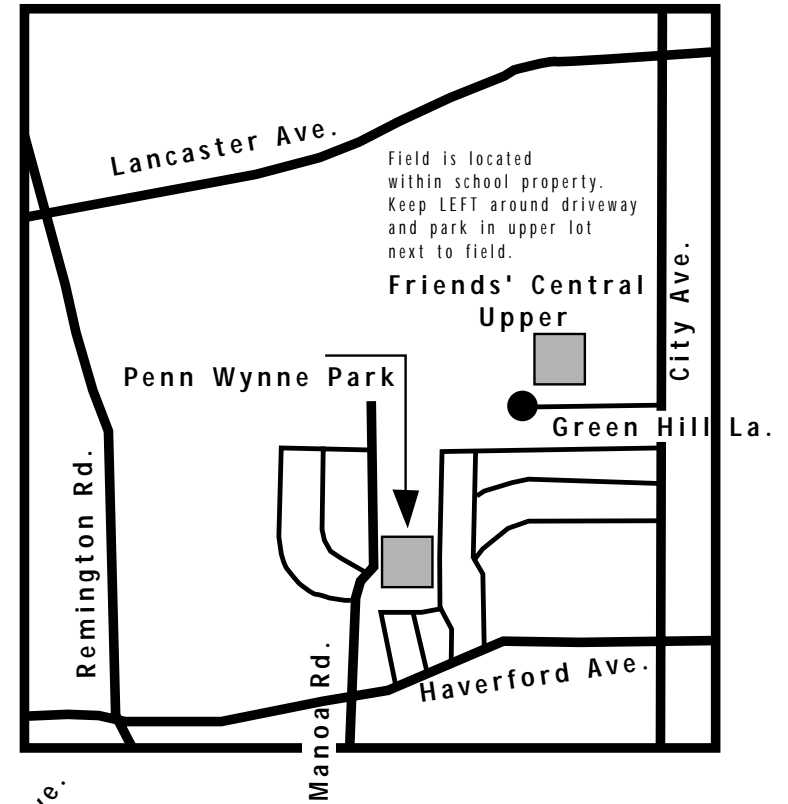 Lancaster Ave.
Field is located
within school property.
Keep LEFT around driveway
and park in upper lot
next to field.
Friends' Central
Upper
City Ave.
Penn Wynne Park
Green Hill La.
Remington Rd.
Manoa Rd.
Haverford Ave.